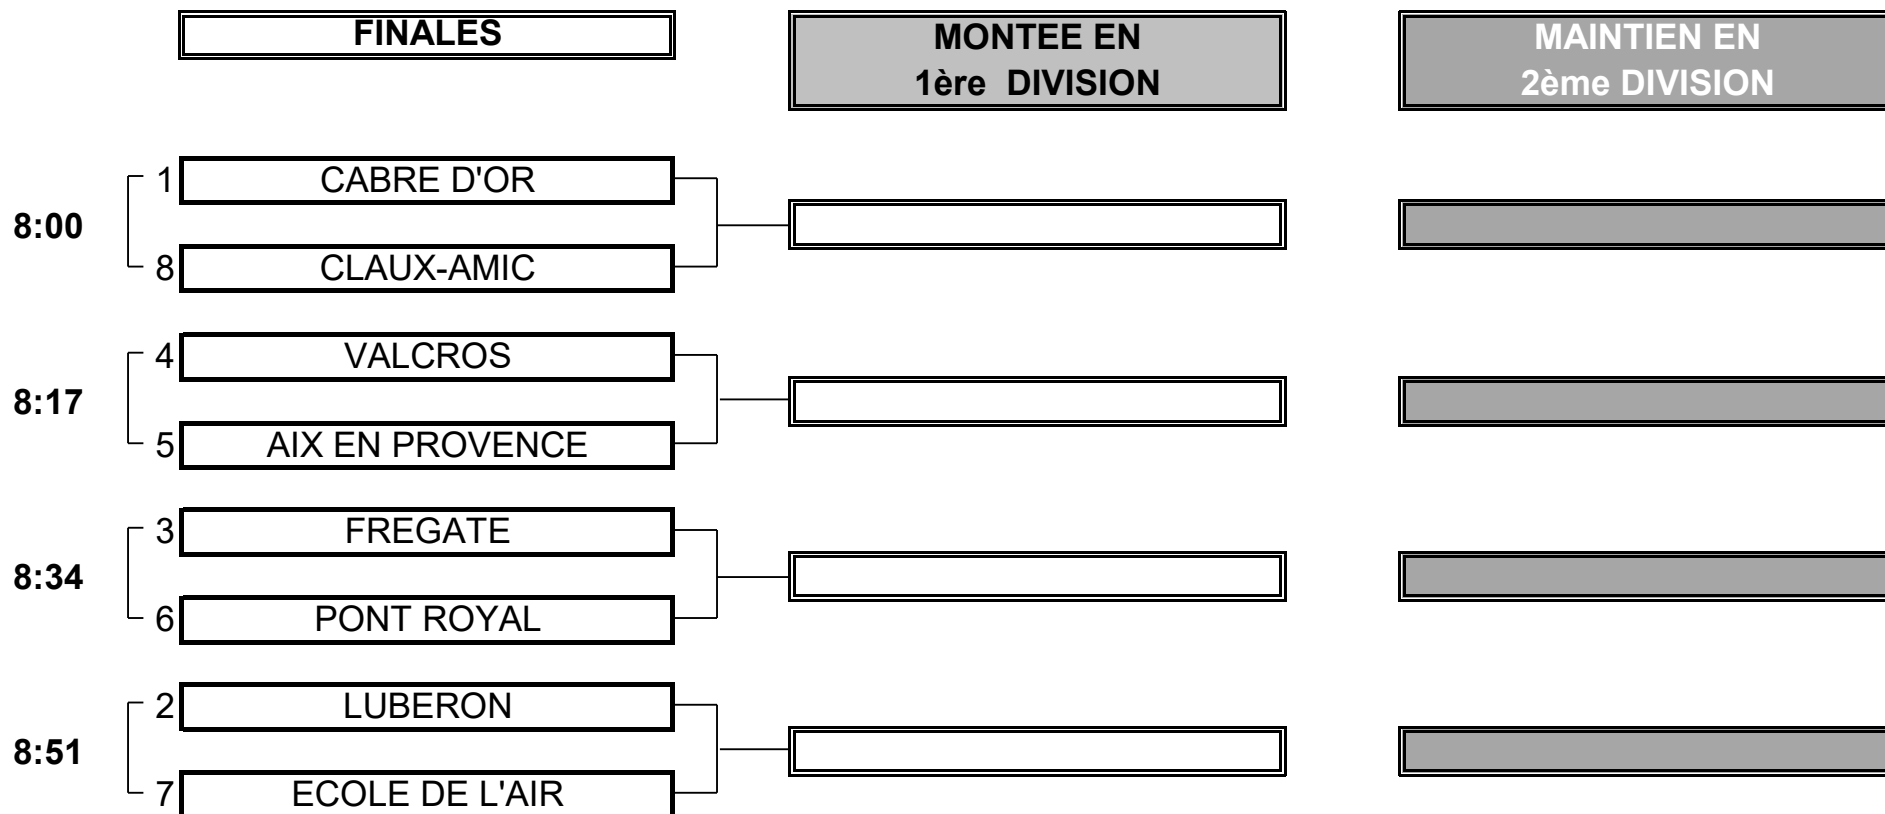 FINALES
MONTEE EN
1ère DIVISION
MAINTIEN EN
2ème DIVISION
1 CABRE D'OR
8:00
8 CLAUX-AMIC
4 VALCROS
8:17
5 AIX EN PROVENCE
3 FREGATE
8:34
6 PONT ROYAL
2 LUBERON
8:51
7 ECOLE DE L'AIR